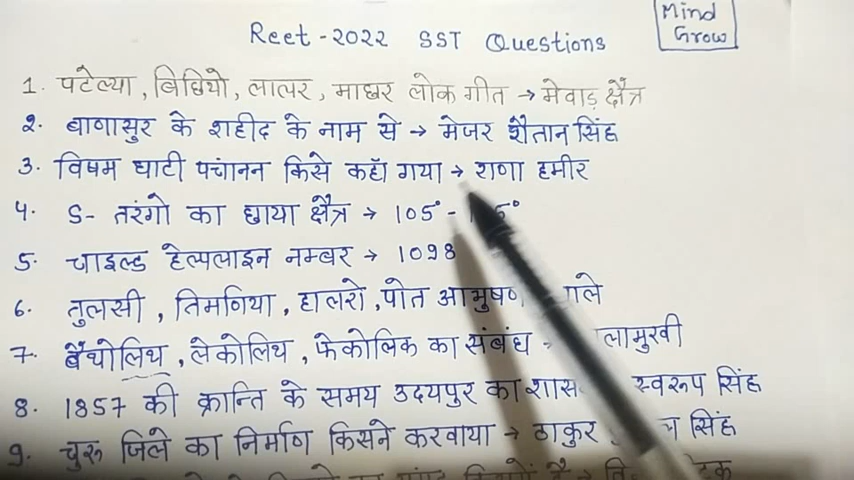 Reet-2022 SST Questions
Mind
Grow
1. पटेल्या, बिछियो, लालर, माछर लोक गीत → मेवाड़ क्षैत्र
2. बाणासुर के शहीद के नाम से → मेजर शैतान सिंह
3. विषम घाटी पचांनन किसे कहाँ गया → राणा हमीर
4. S- तरंगो का छाया क्षैत्र → 105° -
5. चाइल्ड हेल्पलाइन नम्बर → 1098
6. तुलसी, तिमणिया, हालरो, पोत आभुषण
7. बैथोलिथ, लेकोलिथ, फेकोलिक का संबंध →
8. 1857 की क्रान्ति के समय उदयपुर का स्वरूप सिंह
9. चुरू जिले का निर्माण किसने करवाया → ठाकुर सिंह